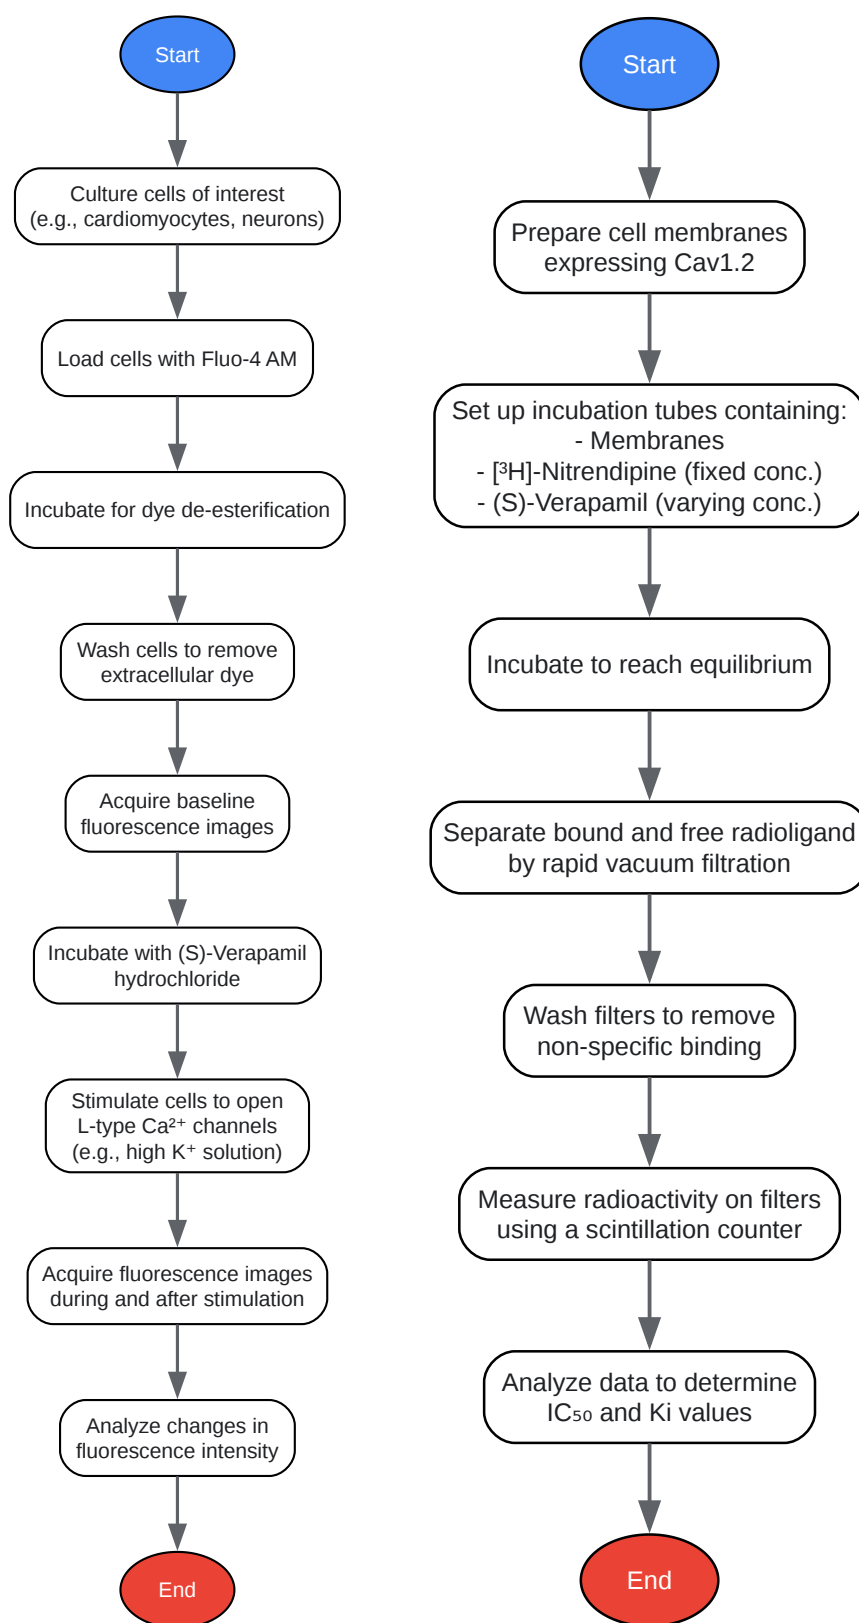 Start
Culture cells of interest
(e.g., cardiomyocytes, neurons)
Load cells with Fluo-4 AM
Incubate for dye de-esterification
Wash cells to remove
extracellular dye
Acquire baseline
fluorescence images
Incubate with (S)-Verapamil
hydrochloride
Stimulate cells to open
L-type Ca²⁺ channels
(e.g., high K⁺ solution)
Acquire fluorescence images
during and after stimulation
Analyze changes in
fluorescence intensity
End
Start
Prepare cell membranes
expressing Cav1.2
Set up incubation tubes containing:
- Membranes
- [³H]-Nitrendipine (fixed conc.)
- (S)-Verapamil (varying conc.)
Incubate to reach equilibrium
Separate bound and free radioligand
by rapid vacuum filtration
Wash filters to remove
non-specific binding
Measure radioactivity on filters
using a scintillation counter
Analyze data to determine
IC₅₀ and Ki values
End